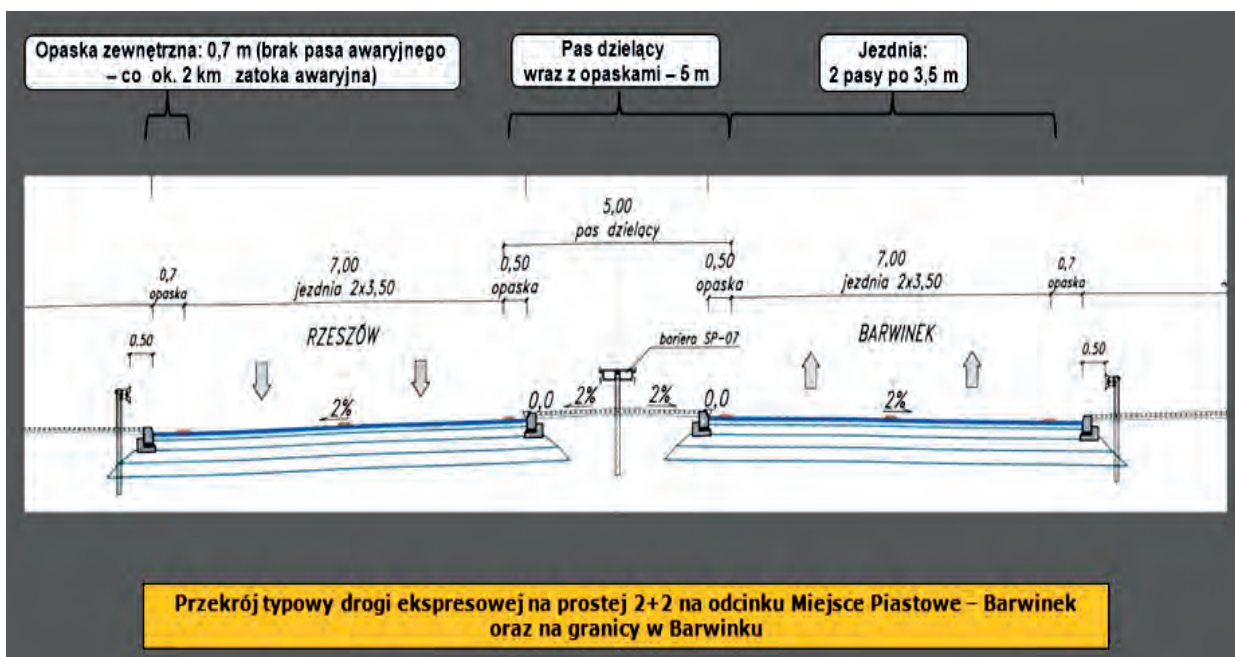 Opaska zewnętrzna: 0,7 m (brak pasa awaryjnego
– co ok. 2 km zatoka awaryjna)
Pas dzielący
wraz z opaskami – 5 m
Jezdnia:
2 pasy po 3,5 m
5,00
pas dzielący
0,7
opaska
7,00
jezdnia 2x3,50
0,50
opaska
0,50
opaska
7,00
jezdnia 2x3,50
0,7
opaska
0.50
RZESZÓW
bariera SP-07
BARWINEK
0.50
2%
0,0
2%
2%
0,0
2%
Przekrój typowy drogi ekspresowej na prostej 2+2 na odcinku Miejsce Piastowe – Barwinek
oraz na granicy w Barwinku